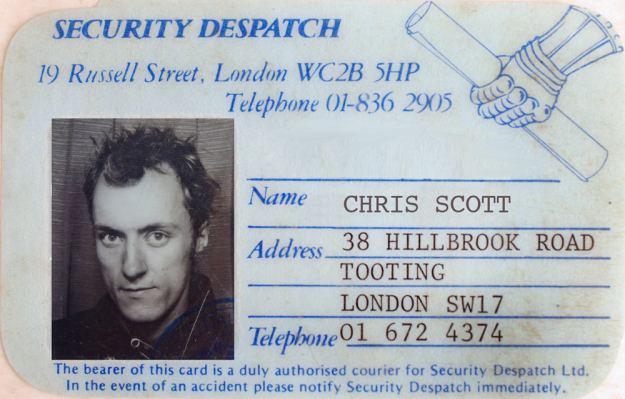 SECURITY DESPATCH
19 Russell Street, London WC2B 5HP
Telephone 01-836 2905
Name CHRIS SCOTT
Address 38 HILLBROOK ROAD
TOOTING
LONDON SW17
Telephone 01 672 4374
The bearer of this card is a duly authorised courier for Security Despatch Ltd.
In the event of an accident please notify Security Despatch immediately.